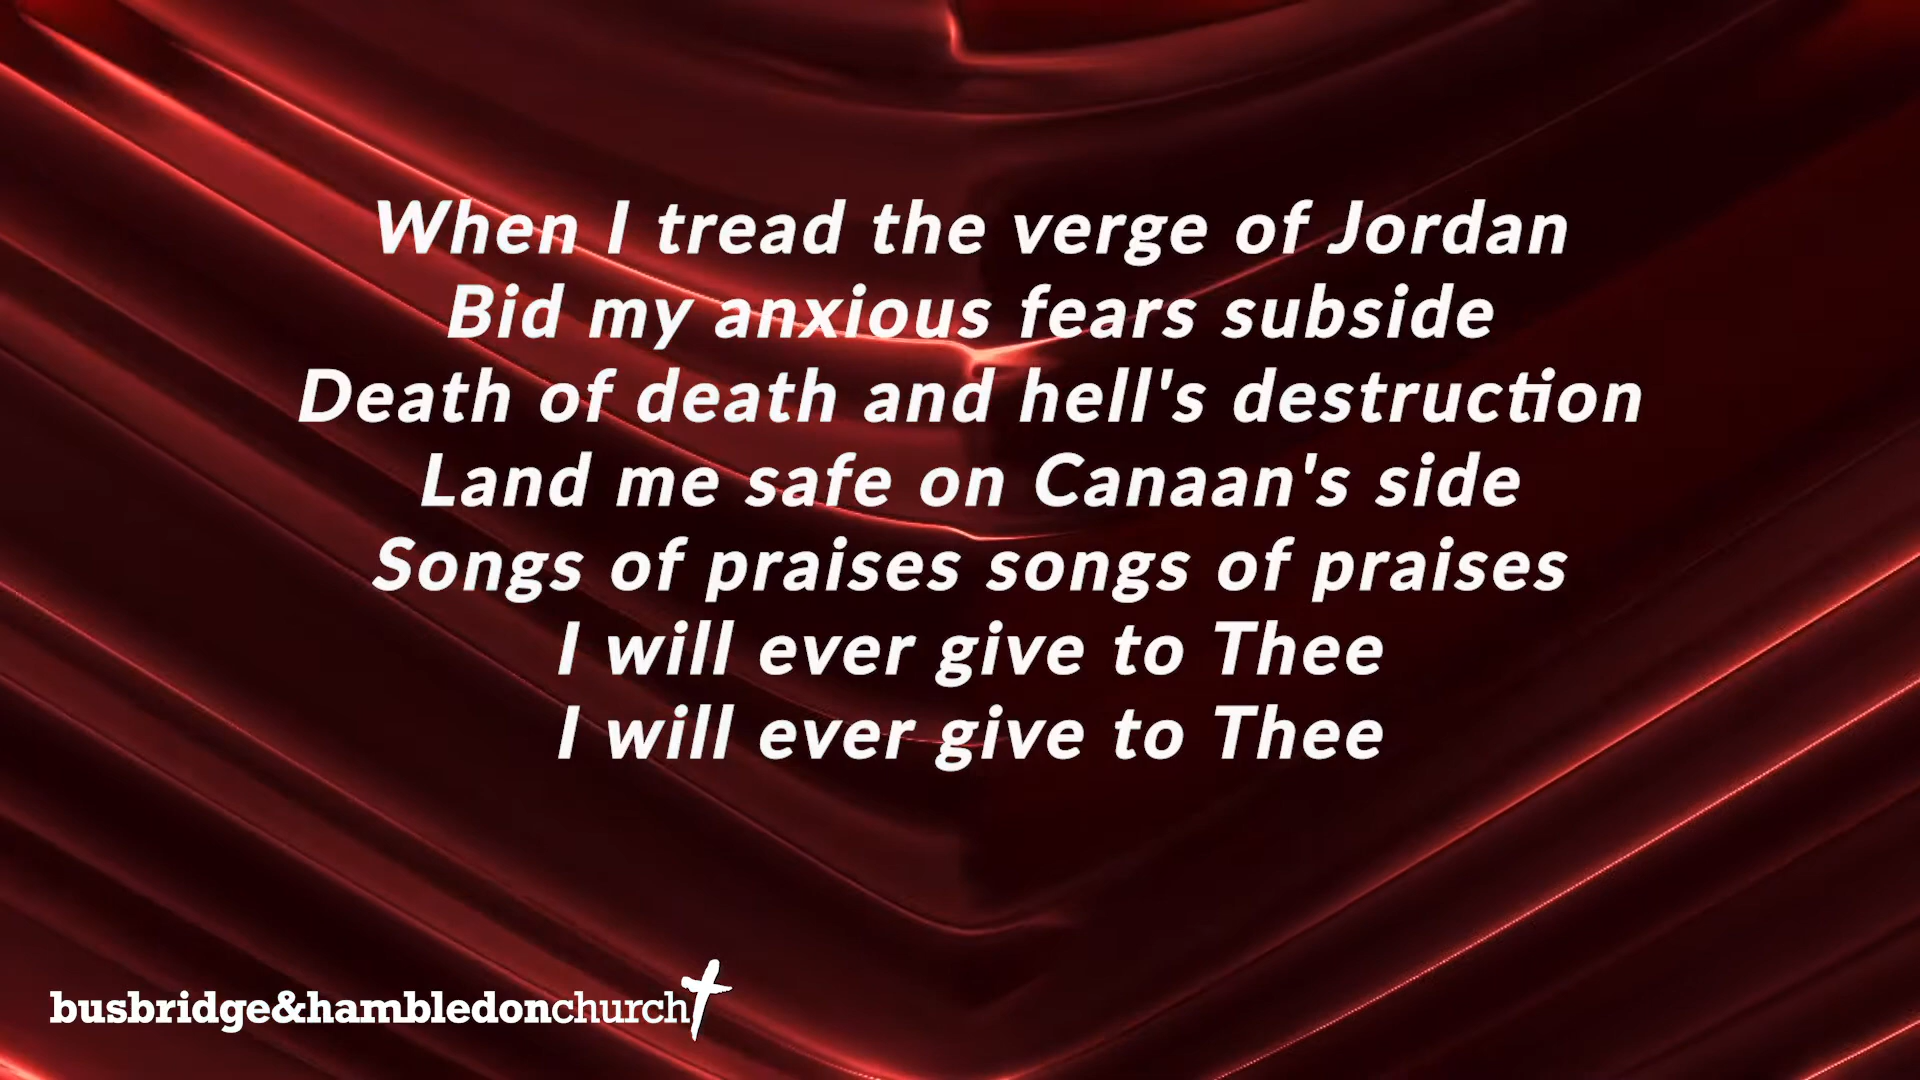 When I tread the verge of Jordan
Bid my anxious fears subside
Death of death and hell's destruction
Land me safe on Canaan's side
Songs of praises songs of praises
I will ever give to Thee
I will ever give to Thee
busbridge&hambledonchurch